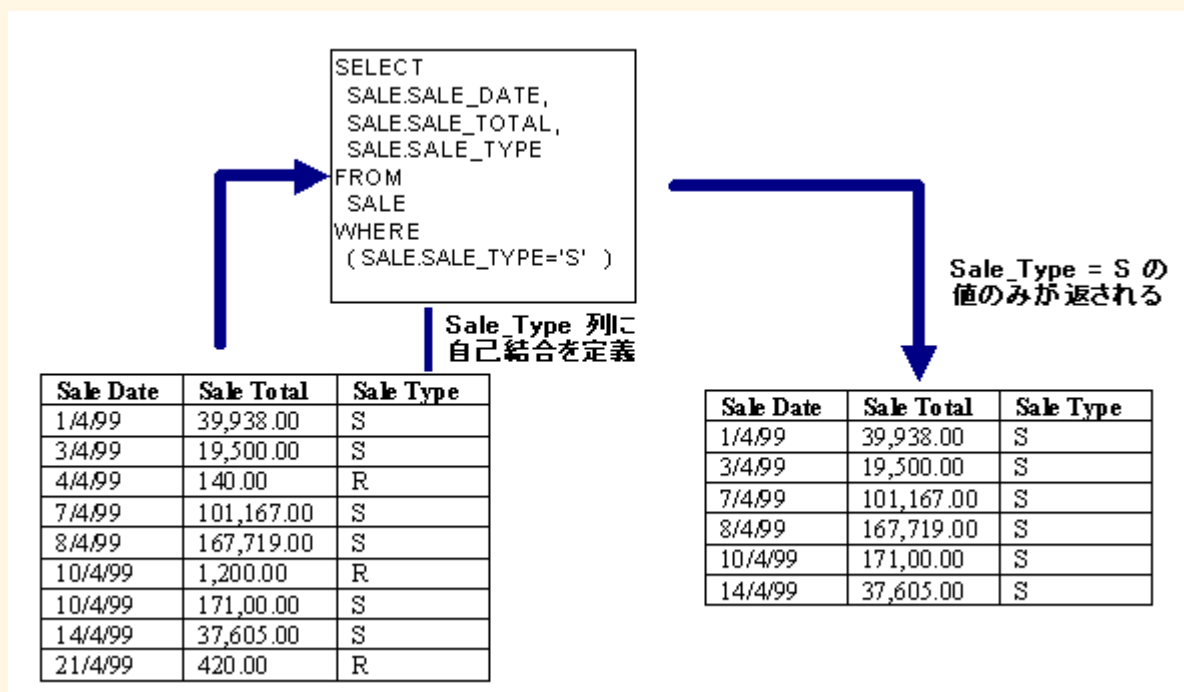 SELECT
SALE.SALE_DATE,
SALE.SALE_TOTAL,
SALE.SALE_TYPE
FROM
SALE
WHERE
(SALE.SALE_TYPE='S' )
Sale_Type 列に
自己結合を定義
Sale_Type = S の
値のみが返される
Sale Date Sale Total Sale Type
1/4/99 39,938.00 S
3/4/99 19,500.00 S
4/4/99 140.00 R
7/4/99 101,167.00 S
8/4/99 167,719.00 S
10/4/99 1,200.00 R
10/4/99 171,00.00 S
14/4/99 37,605.00 S
21/4/99 420.00 R
Sale Date Sale Total Sale Type
1/4/99 39,938.00 S
3/4/99 19,500.00 S
7/4/99 101,167.00 S
8/4/99 167,719.00 S
10/4/99 171,00.00 S
14/4/99 37,605.00 S